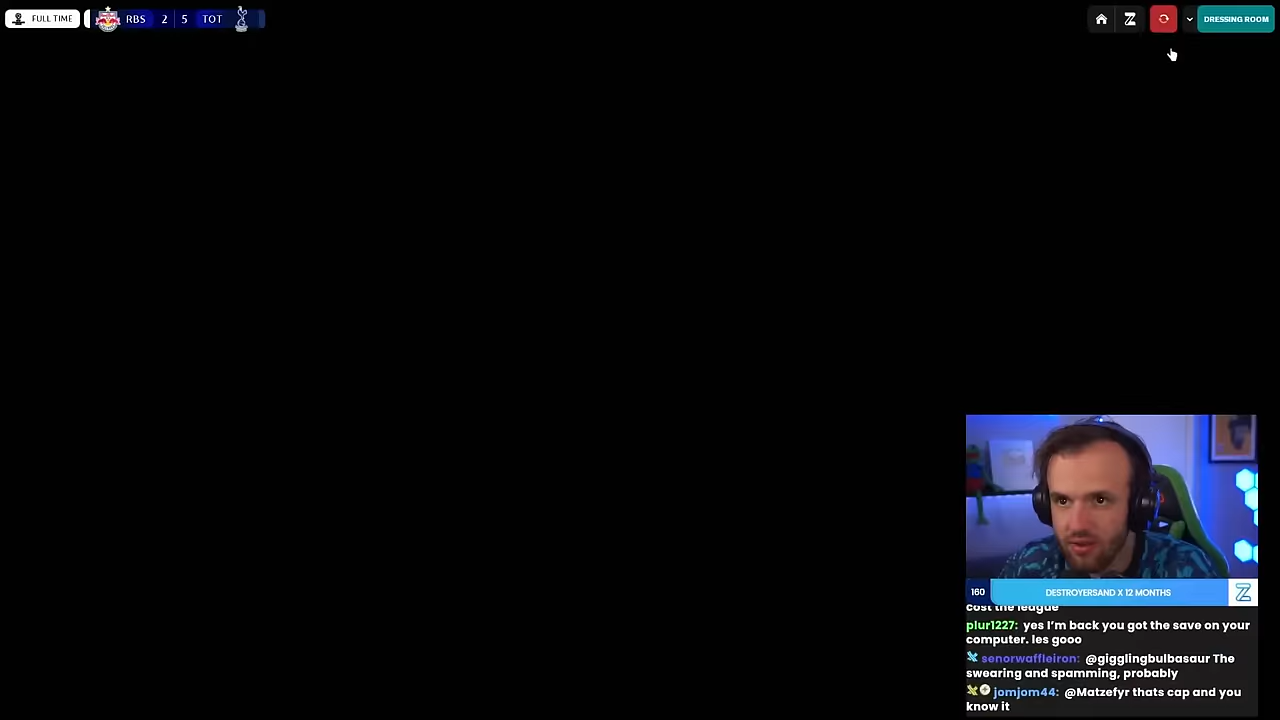 FULL TIME RBS 2 5 TOT DRESSING ROOM
160 DESTROYERSAND X 12 MONTHS
cost the league
plur1227: yes I'm back you got the save on your
computer. les gooo
senorwaffleiron: @gigglingbulbasaur The
swearing and spamming, probably
jomjom44: @Matzefyr thats cap and you
know it